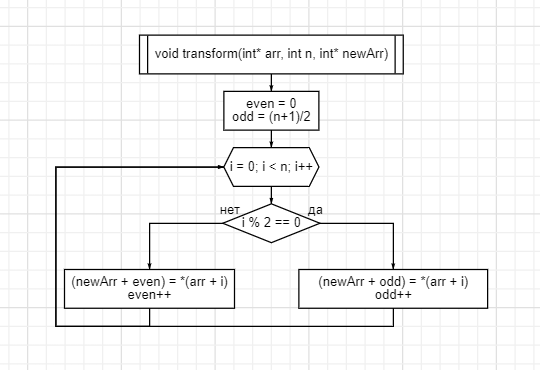 void transform(int* arr, int n, int* newArr)
even = 0
odd = (n+1)/2
i = 0; i < n; i++
нет
да
i % 2 == 0
(newArr + even) = *(arr + i)
even++
(newArr + odd) = *(arr + i)
odd++